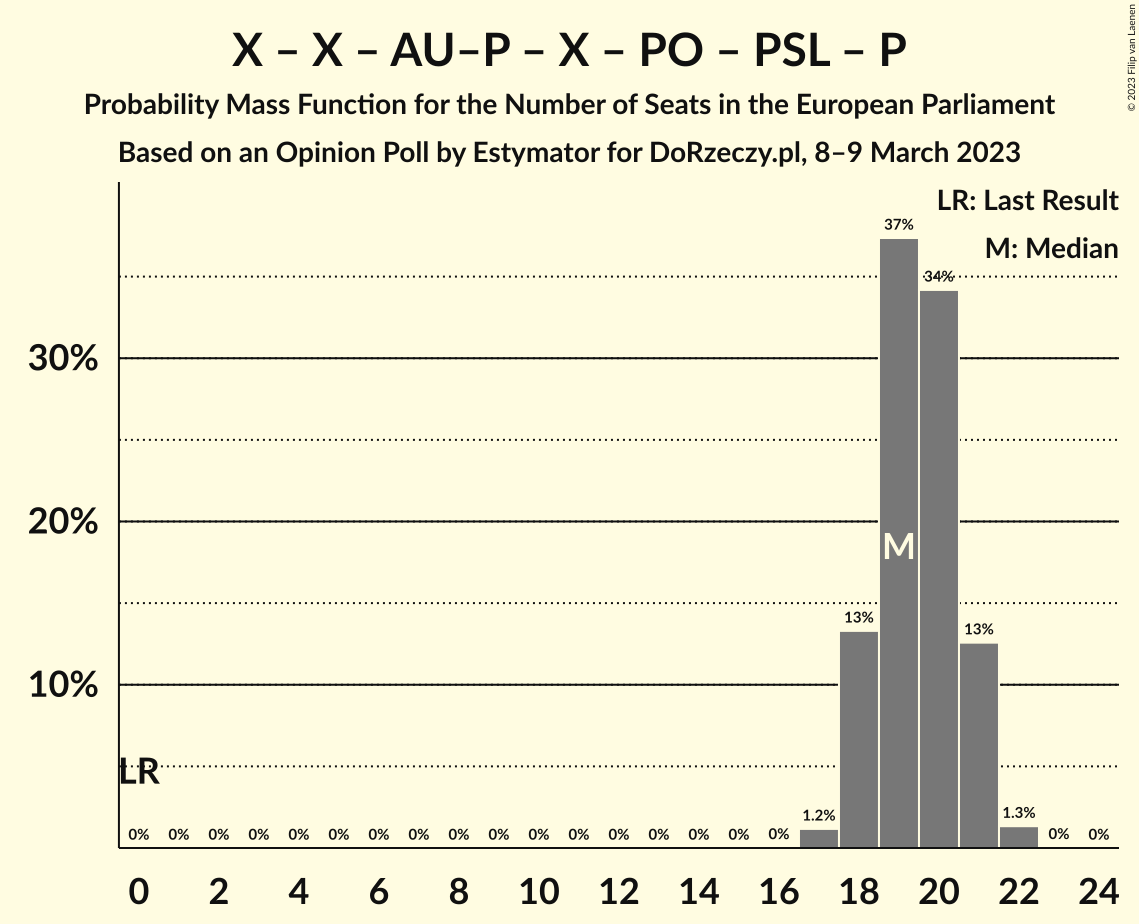 X – X – AU–P – X – PO – PSL – P
Probability Mass Function for the Number of Seats in the European Parliament
Based on an Opinion Poll by Estymator for DoRzeczy.pl, 8–9 March 2023
© 2023 Filip van Laenen
LR: Last Result
M: Median
37%
34%
30%
20%
M
13%
13%
10%
LR
1.2%
1.3%
0% 0% 0% 0% 0% 0% 0% 0% 0% 0% 0% 0% 0% 0% 0% 0% 0% 0% 0%
0 2 4 6 8 10 12 14 16 18 20 22 24